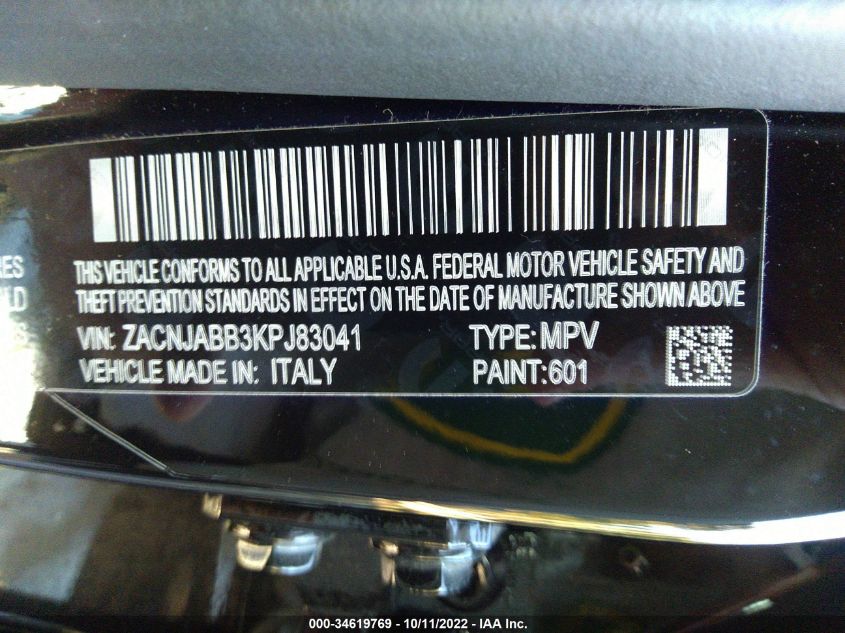 THIS VEHICLE CONFORMS TO ALL APPLICABLE U.S.A. FEDERAL MOTOR VEHICLE SAFETY AND
THEFT PREVENTION STANDARDS IN EFFECT ON THE DATE OF MANUFACTURE SHOWN ABOVE
VIN: ZACNJABB3KPJ83041 TYPE: MPV
VEHICLE MADE IN: ITALY PAINT: 601
000-34619769 - 10/11/2022 - IAA Inc.